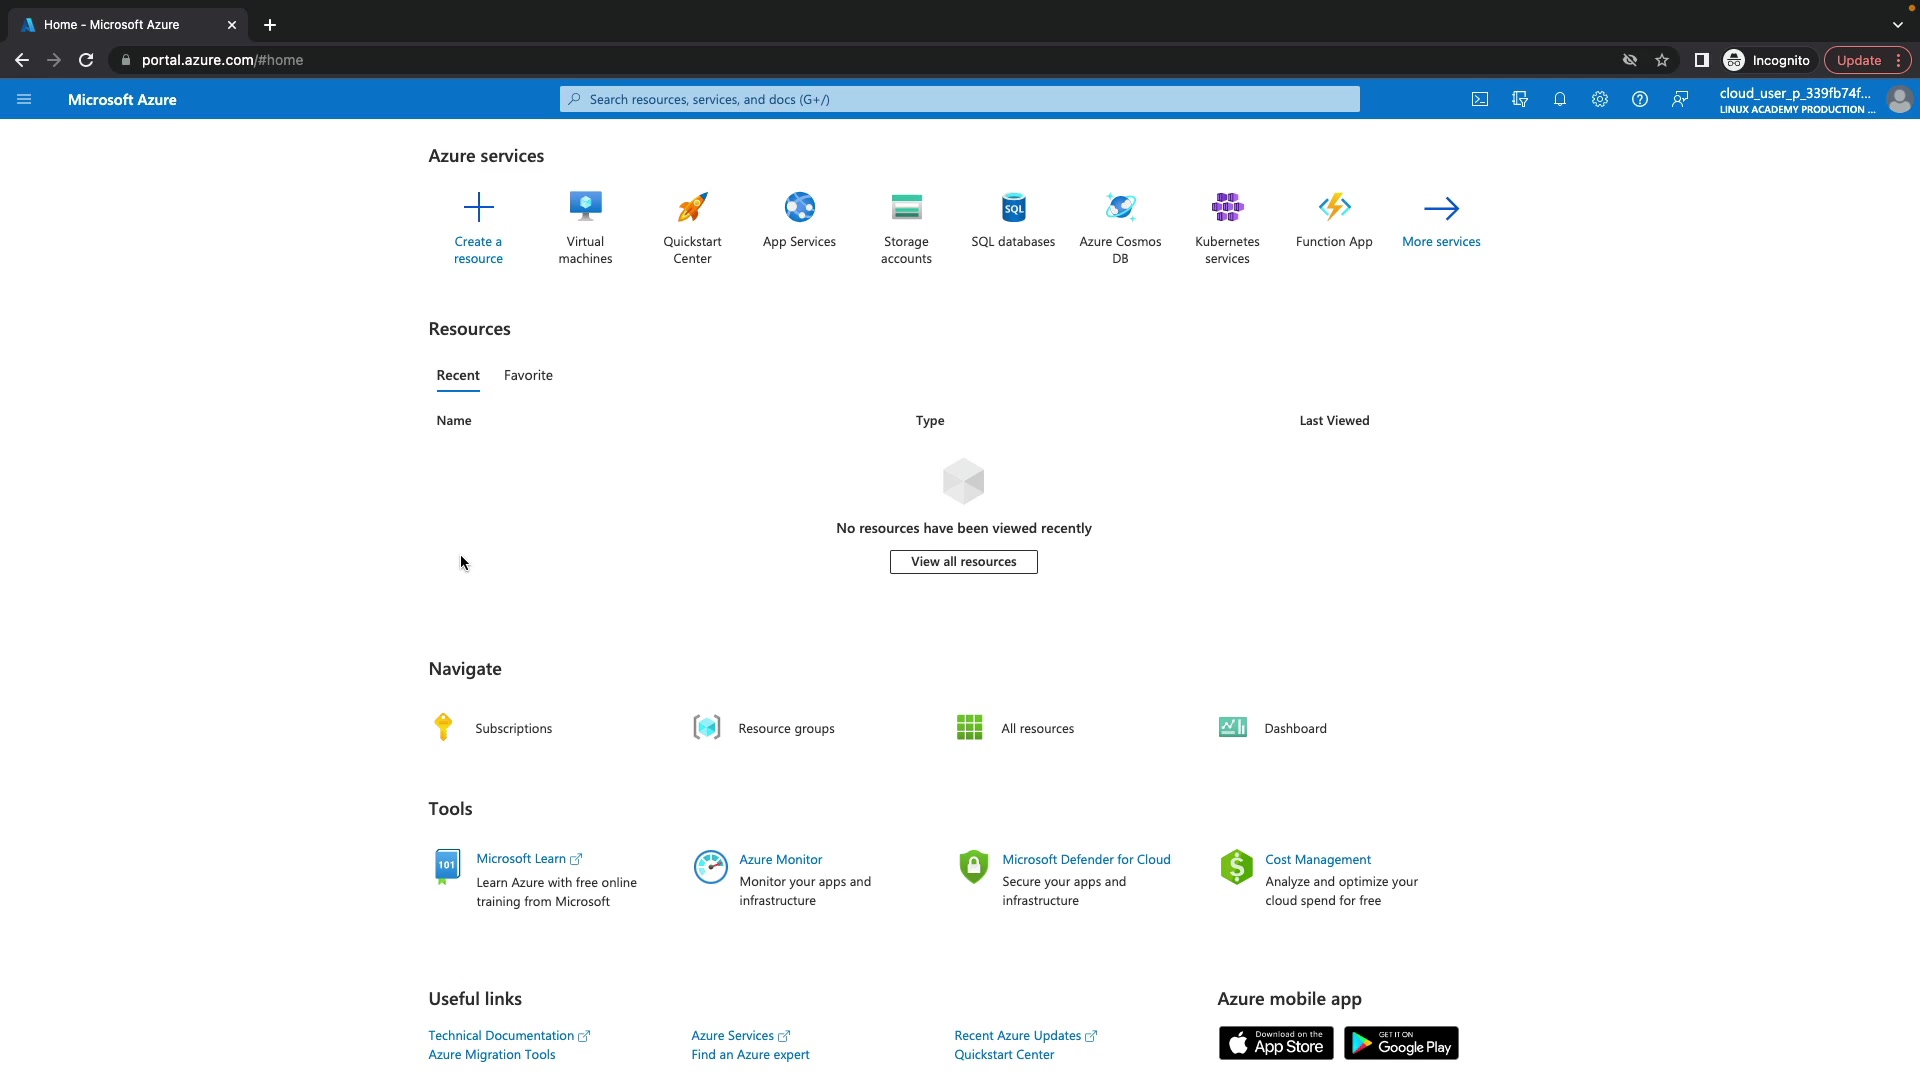 Home - Microsoft Azure
portal.azure.com/#home
Incognito
Update
Microsoft Azure
Search resources, services, and docs (G+/)
cloud_user_p_339fb74f...
LINUX ACADEMY PRODUCTION ...
Azure services
Create a resource
Virtual machines
Quickstart Center
App Services
Storage accounts
SQL
SQL databases
Azure Cosmos DB
Kubernetes services
Function App
More services
Resources
Recent
Favorite
Name
Type
Last Viewed
No resources have been viewed recently
View all resources
Navigate
Subscriptions
Resource groups
All resources
Dashboard
Tools
101
Microsoft Learn
Learn Azure with free online
training from Microsoft
Azure Monitor
Monitor your apps and
infrastructure
Microsoft Defender for Cloud
Secure your apps and
infrastructure
Cost Management
Analyze and optimize your
cloud spend for free
Useful links
Technical Documentation
Azure Migration Tools
Azure Services
Find an Azure expert
Recent Azure Updates
Quickstart Center
Azure mobile app
Download on the
App Store
GET IT ON
Google Play